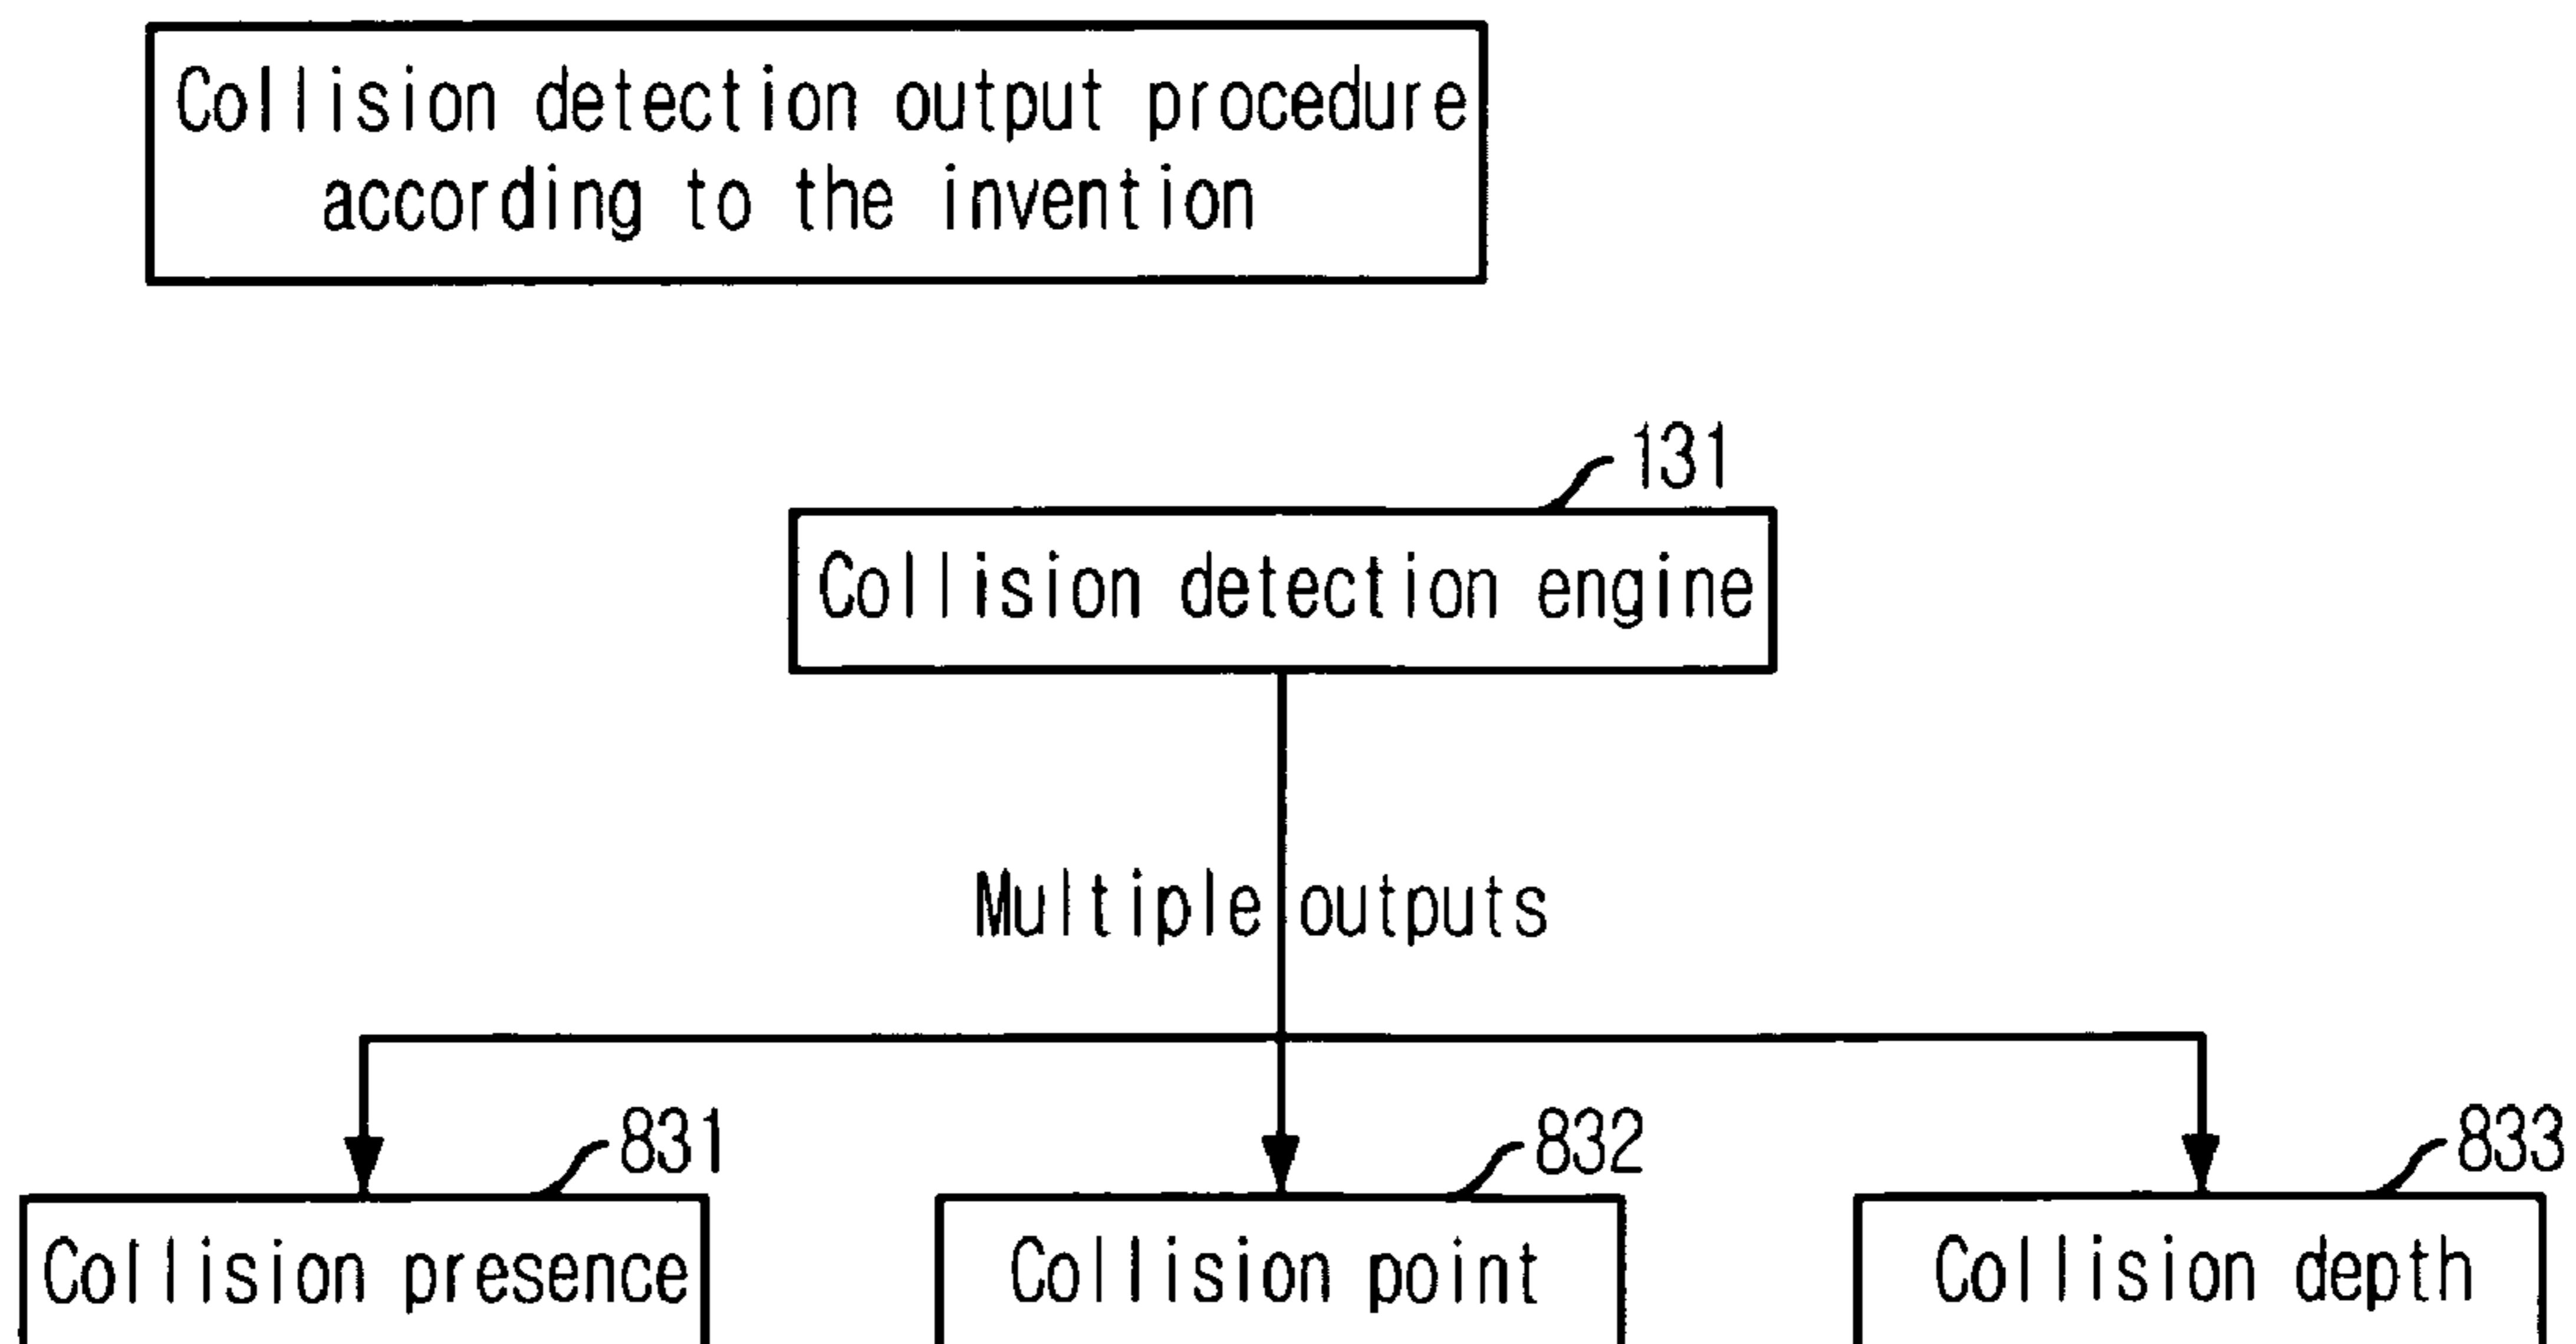 Collision detection output procedure
according to the invention
131
Collision detection engine
Multiple outputs
831
832
833
Collision presence
Collision point
Collision depth